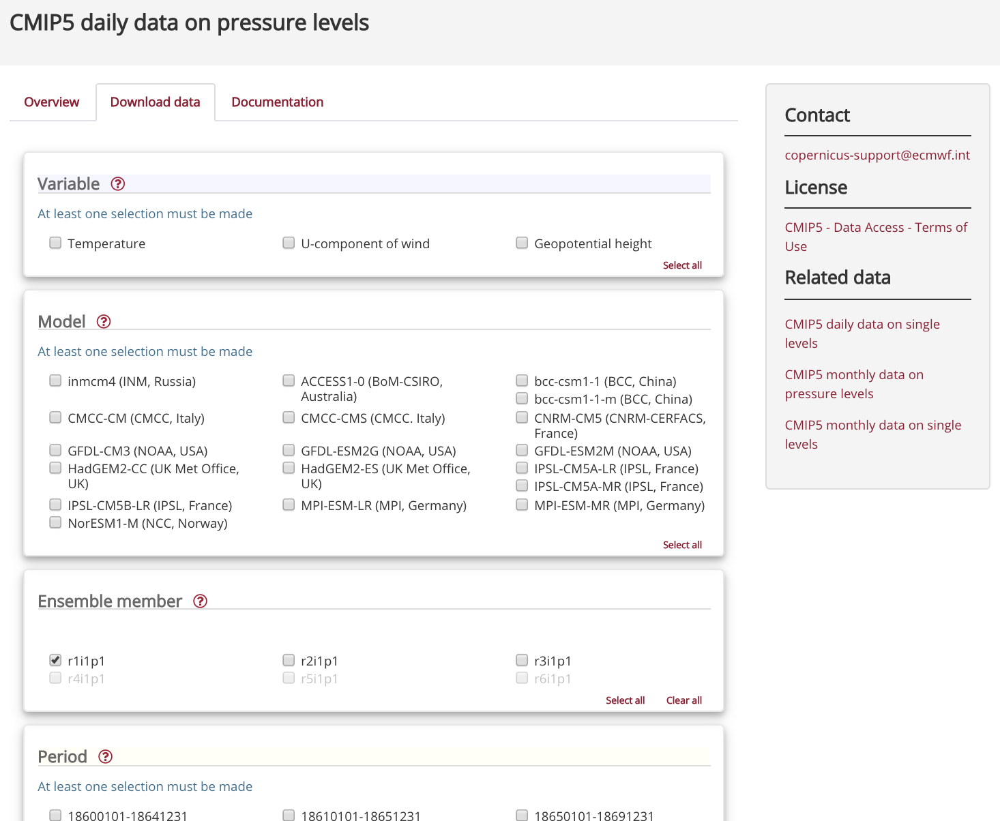 CMIP5 daily data on pressure levels
Overview
Download data
Documentation
Variable
At least one selection must be made
Temperature
U-component of wind
Geopotential height
Select all
Model
At least one selection must be made
inmcm4 (INM, Russia)
ACCESS1-0 (BoM-CSIRO,
Australia)
bcc-csm1-1 (BCC, China)
bcc-csm1-1-m (BCC, China)
CMCC-CM (CMCC, Italy)
CMCC-CMS (CMCC. Italy)
CNRM-CM5 (CNRM-CERFACS,
France)
GFDL-CM3 (NOAA, USA)
GFDL-ESM2G (NOAA, USA)
GFDL-ESM2M (NOAA, USA)
HadGEM2-CC (UK Met Office,
UK)
HadGEM2-ES (UK Met Office,
UK)
IPSL-CM5A-LR (IPSL, France)
IPSL-CM5A-MR (IPSL, France)
IPSL-CM5B-LR (IPSL, France)
MPI-ESM-LR (MPI, Germany)
MPI-ESM-MR (MPI, Germany)
NorESM1-M (NCC, Norway)
Select all
Ensemble member
r1i1p1
r2i1p1
r3i1p1
r4i1p1
r5i1p1
r6i1p1
Select all
Clear all
Period
At least one selection must be made
18600101-18641231
18610101-18651231
18650101-18691231
Contact
copernicus-support@ecmwf.int
License
CMIP5 - Data Access - Terms of
Use
Related data
CMIP5 daily data on single
levels
CMIP5 monthly data on
pressure levels
CMIP5 monthly data on single
levels